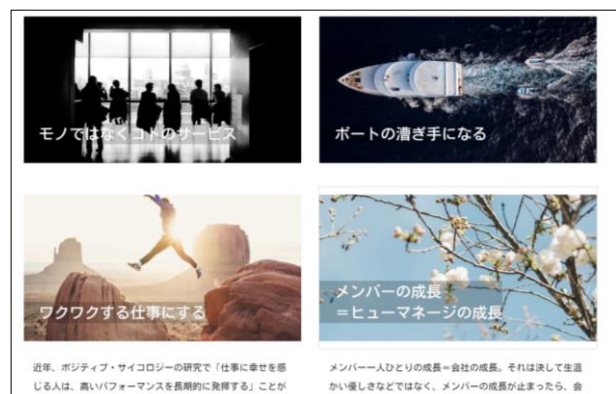 モノではなくコトのサービス
ボートの漕ぎ手になる
ワクワクする仕事にする
メンバーの成長
＝ヒューマネージの成長
近年、ポジティブ・サイコロジーの研究で「仕事に幸せを感
じる人は、高いパフォーマンスを長期的に発揮する」ことが
メンバー一人ひとりの成長＝会社の成長。それは決して生温
かい優しさなどではなく、メンバーの成長が止まったら、会